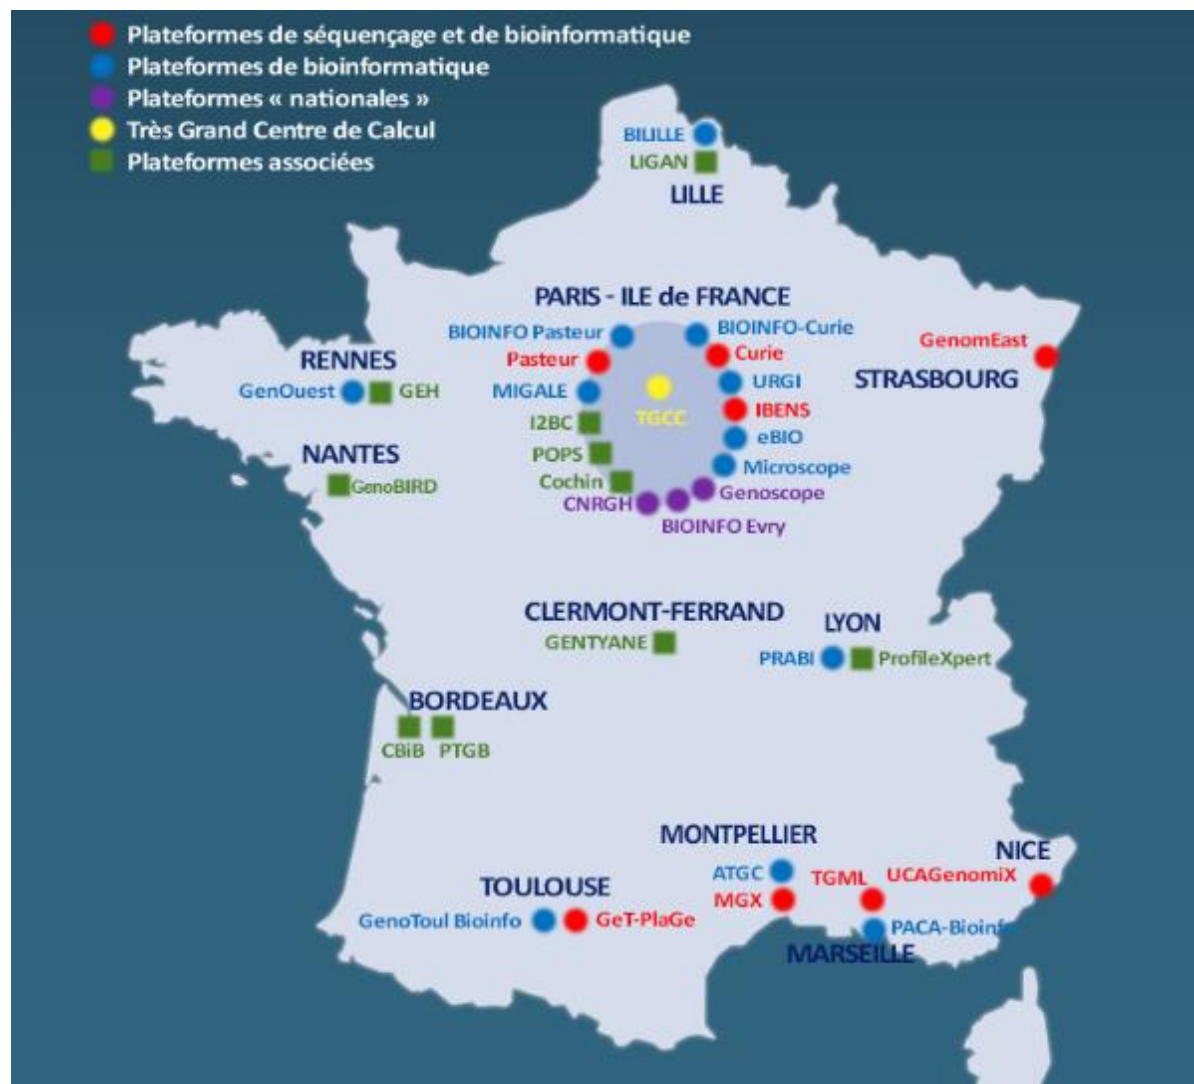 Plateformes de séquençage et de bioinformatique
Plateformes de bioinformatique
Plateformes « nationales »
Très Grand Centre de Calcul
Plateformes associées
BILILLE
LIGAN
LILLE
PARIS - ILE de FRANCE
BIOINFO Pasteur
BIOINFO-Curie
Pasteur
Curie
GenomEast
STRASBOURG
RENNES
GenOuest
GEH
MIGALE
URGI
TGCC
IBENS
I2BC
eBIO
POPS
Microscope
Cochin
Genoscope
CNRGH
BIOINFO Evry
NANTES
GenoBIRD
CLERMONT-FERRAND
GENTYANE
LYON
PRABI
ProfileXpert
BORDEAUX
CBiB
PTGB
MONTPELLIER
ATGC
MGX
NICE
TGML
UCAGenomiX
TOULOUSE
GenoToul Bioinfo
GeT-PlaGe
PACA-Bioinfo
MARSEILLE